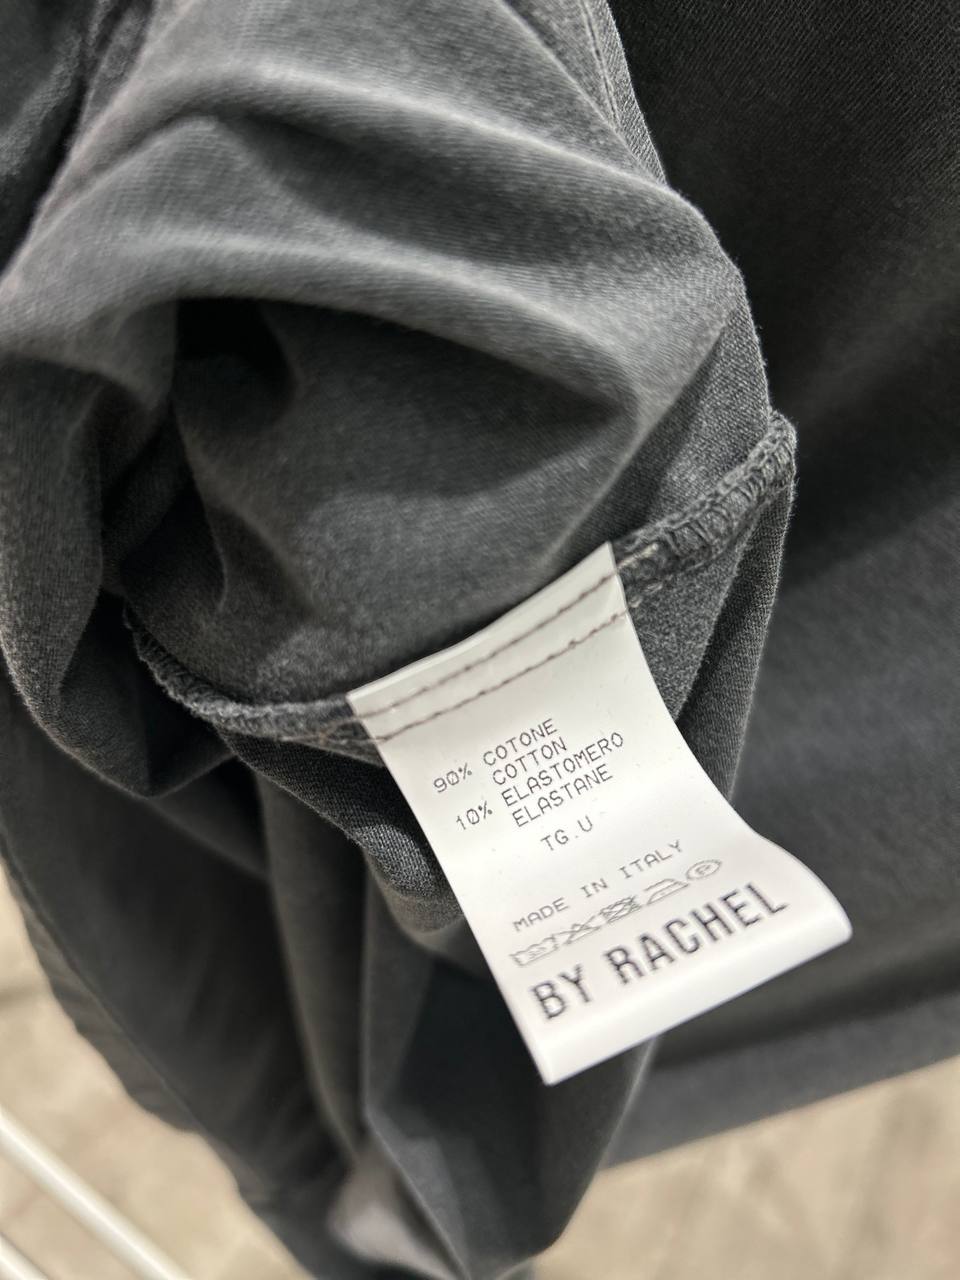 90% COTONE
COTTON
10% ELASTOMERO
ELASTANE
TG.U
MADE IN ITALY
P
BY RACHEL